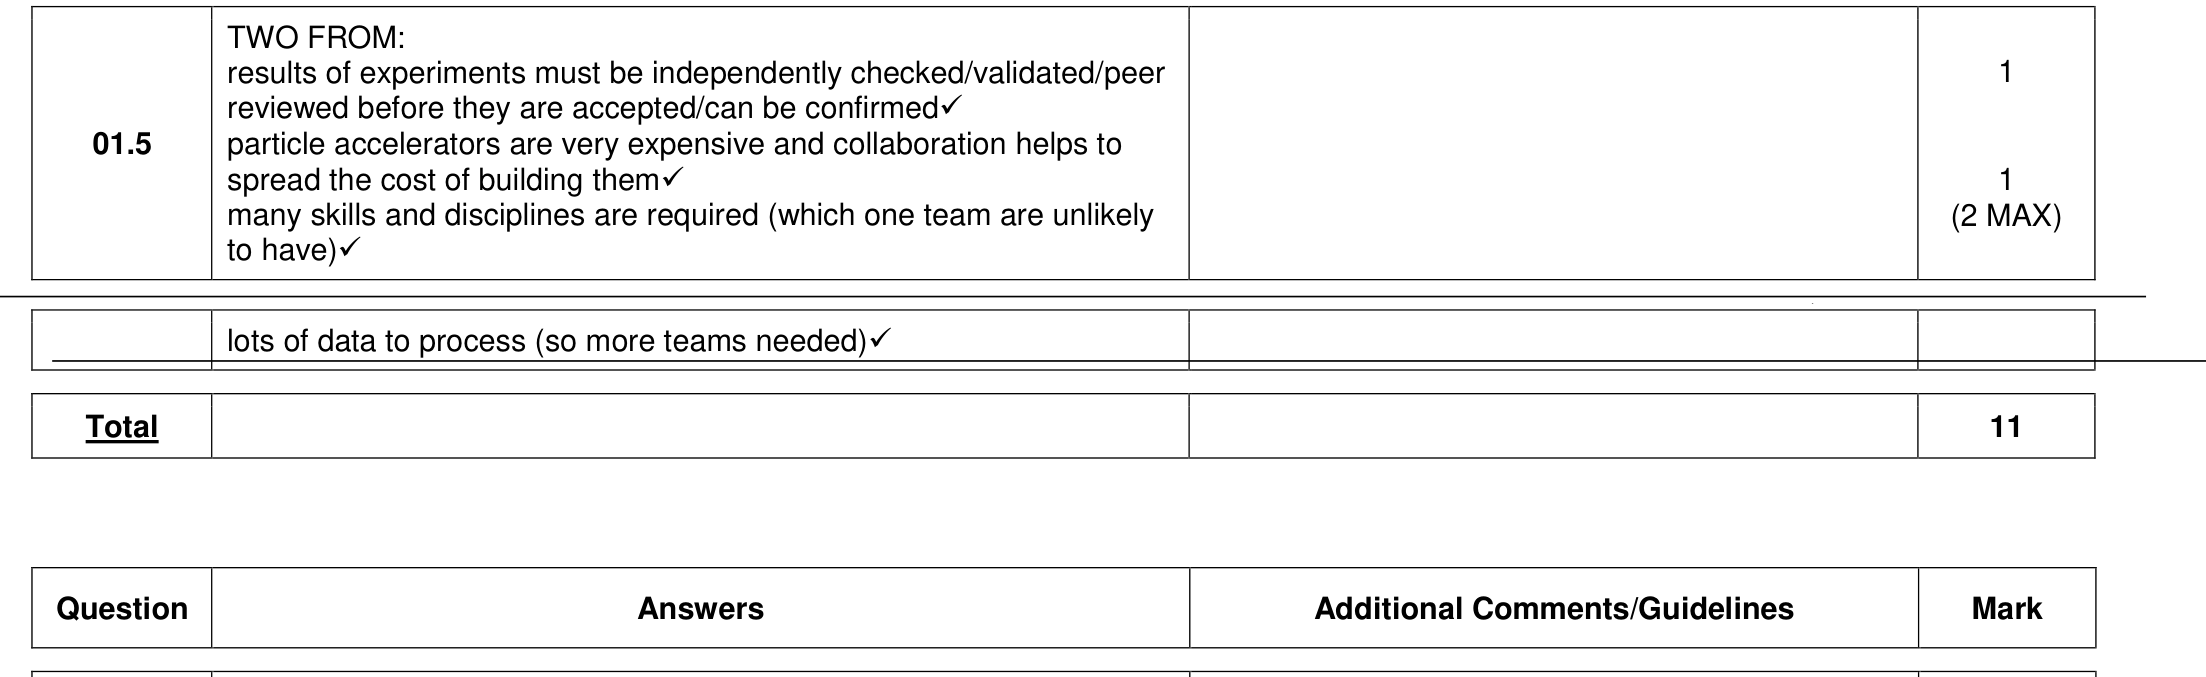 TWO FROM:
results of experiments must be independently checked/validated/peer
1
reviewed before they are accepted/can be confirmed✓
01.5
particle accelerators are very expensive and collaboration helps to
spread the cost of building them✓
1
many skills and disciplines are required (which one team are unlikely
(2 MAX)
to have)✓
lots of data to process (so more teams needed)✓
Total 11
Question Answers Additional Comments/Guidelines Mark